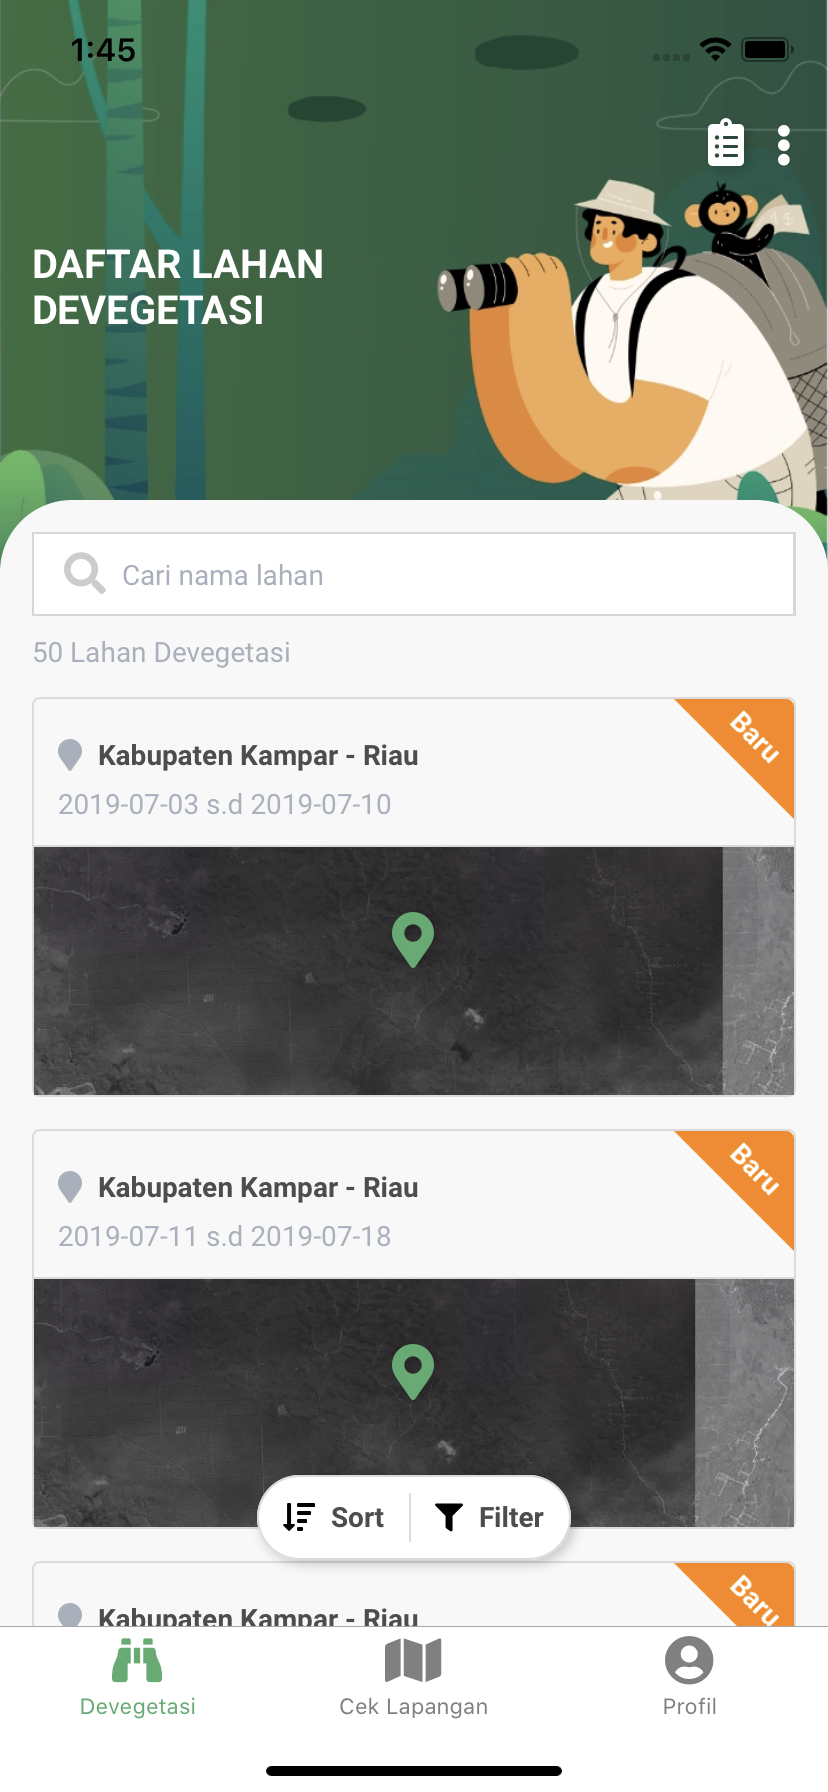 1:45
DAFTAR LAHAN
DEVEGETASI
Cari nama lahan
50 Lahan Devegetasi
Baru
Kabupaten Kampar - Riau
2019-07-03 s.d 2019-07-10
Baru
Kabupaten Kampar - Riau
2019-07-11 s.d 2019-07-18
Sort
Filter
Baru
Kabupaten Kampar - Riau
Devegetasi
Cek Lapangan
Profil